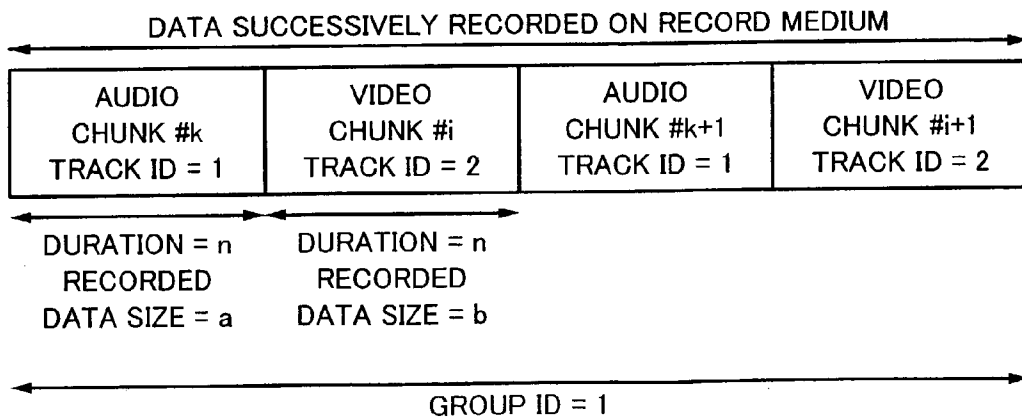 DATA SUCCESSIVELY RECORDED ON RECORD MEDIUM
AUDIO
CHUNK #k
TRACK ID = 1
VIDEO
CHUNK #i
TRACK ID = 2
AUDIO
CHUNK #k+1
TRACK ID = 1
VIDEO
CHUNK #i+1
TRACK ID = 2
DURATION = n
RECORDED
DATA SIZE = a
DURATION = n
RECORDED
DATA SIZE = b
GROUP ID = 1